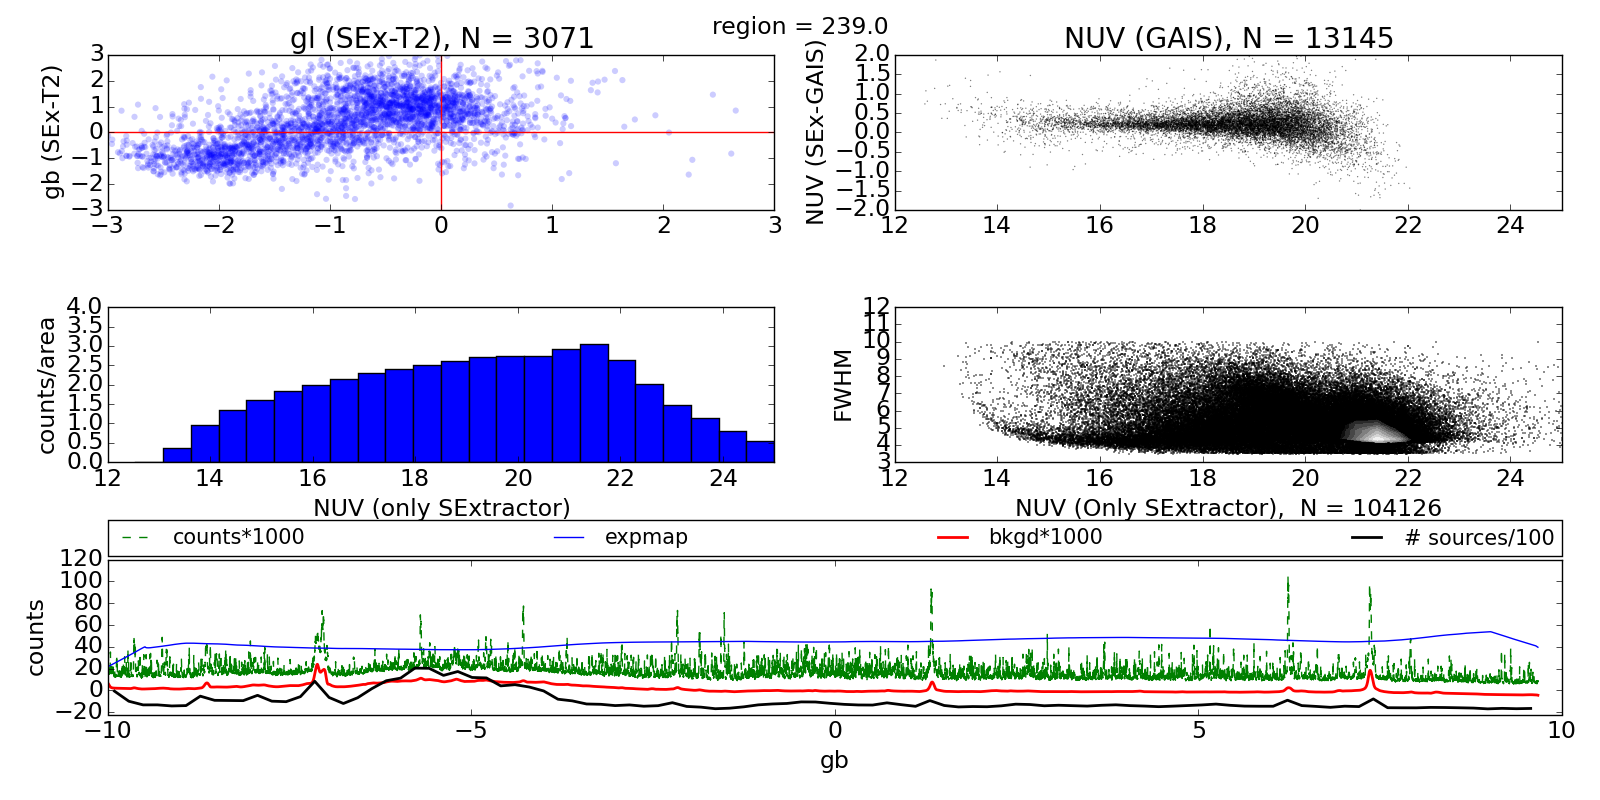 region = 239.0
gl (SEx-T2), N = 3071
gb (SEx-T2)
3
2
1
0
−1
−2
−3
−3 −2 −1 0 1 2 3
NUV (GAIS), N = 13145
NUV (SEx-GAIS)
2.0
1.5
1.0
0.5
0.0
−0.5
−1.0
−1.5
−2.0
12 14 16 18 20 22 24
counts/area
4.0
3.5
3.0
2.5
2.0
1.5
1.0
0.5
0.0
12 14 16 18 20 22 24
NUV (only SExtractor)
FWHM
12
11
10
9
8
7
6
5
4
3
12 14 16 18 20 22 24
NUV (Only SExtractor), N = 104126
counts*1000 expmap bkgd*1000 # sources/100
counts
120
100
80
60
40
20
0
−20
−10 −5 0 5 10
gb